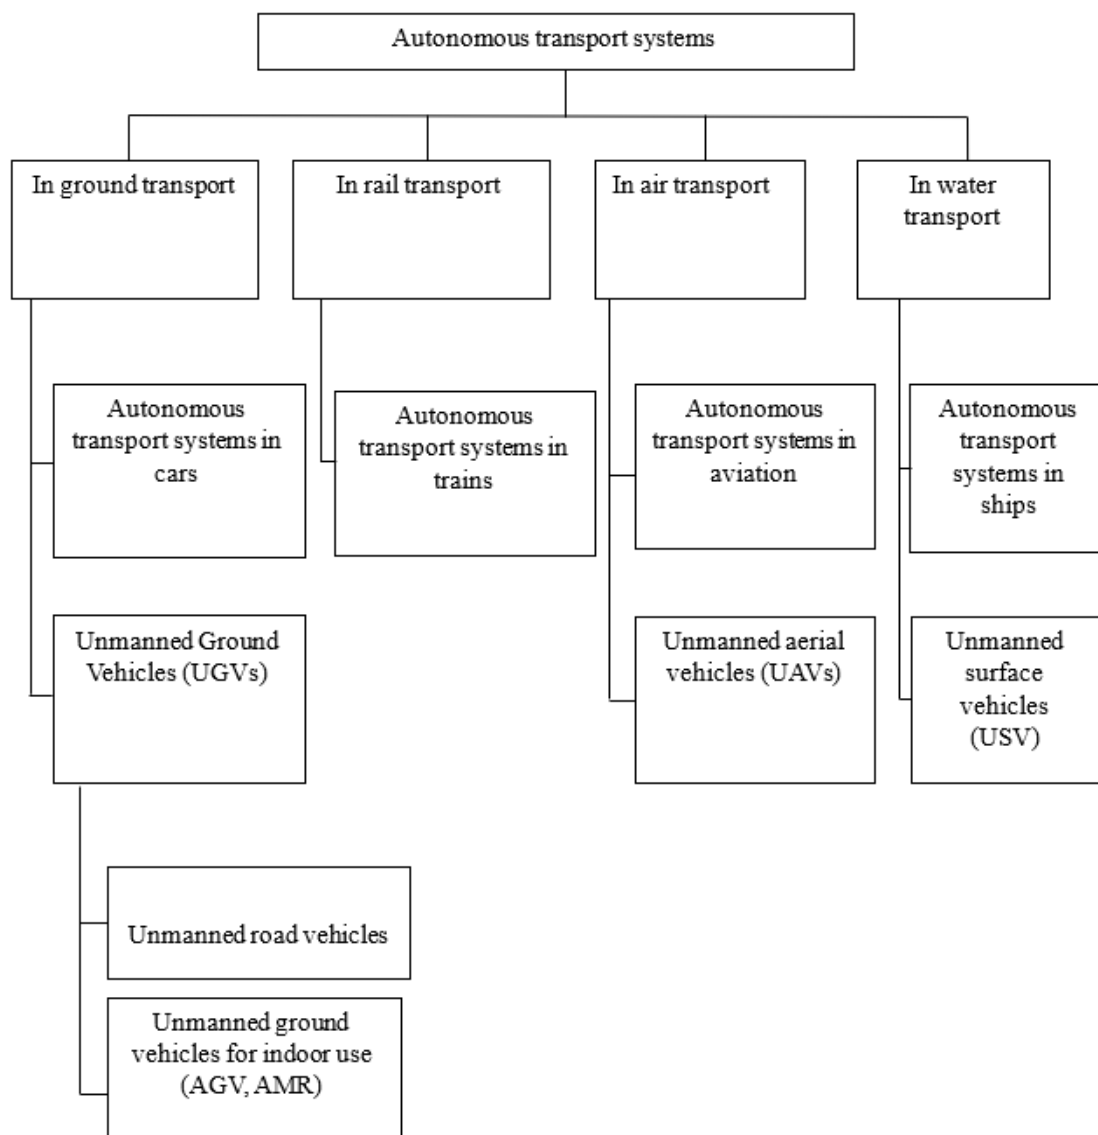 Autonomous transport systems
In ground transport
In rail transport
In air transport
In water
transport
Autonomous
transport systems in
cars
Autonomous
transport systems in
trains
Autonomous
transport systems in
aviation
Autonomous
transport
systems in
ships
Unmanned Ground
Vehicles (UGVs)
Unmanned aerial
vehicles (UAVs)
Unmanned
surface
vehicles
(USV)
Unmanned road vehicles
Unmanned ground
vehicles for indoor use
(AGV, AMR)